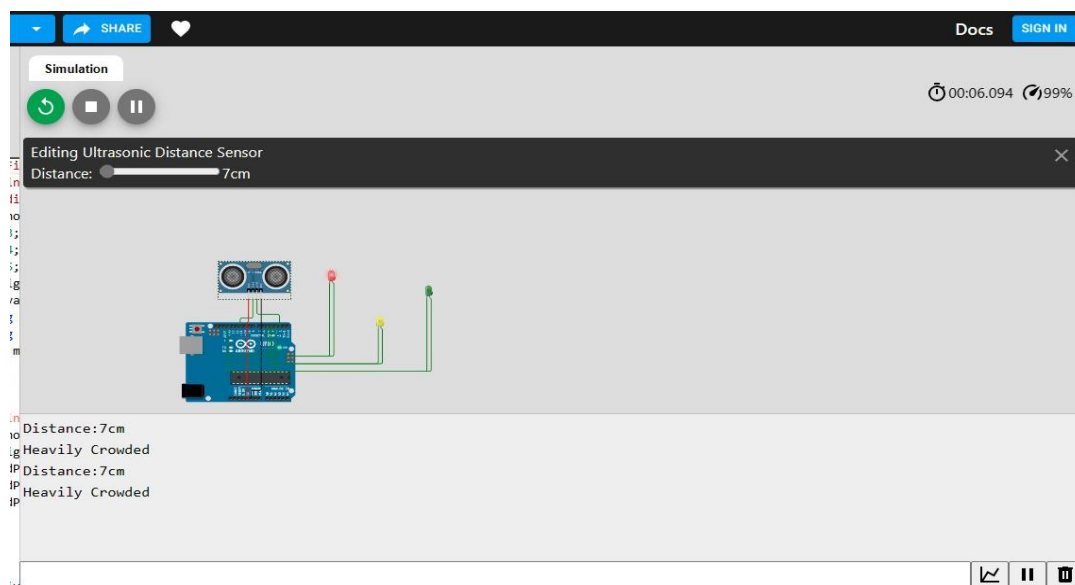 SHARE
Docs
SIGN IN
Simulation
00:06.094
99%
Editing Ultrasonic Distance Sensor
Distance:
7cm
Distance:7cm
Heavily Crowded
Distance:7cm
Heavily Crowded